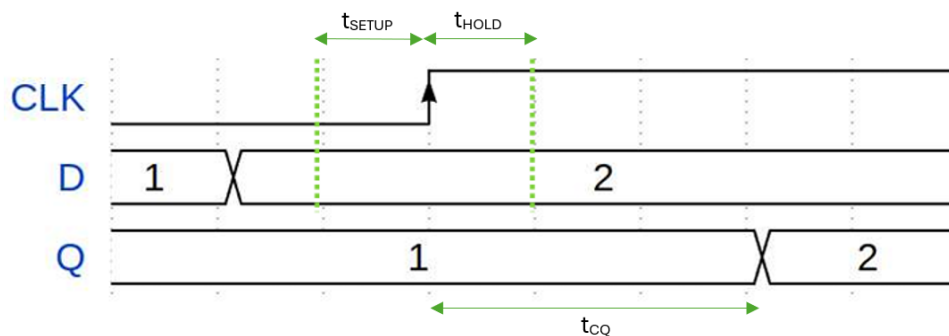 tSETUP tHOLD
CLK
D 1 2
Q 1 2
tCQ